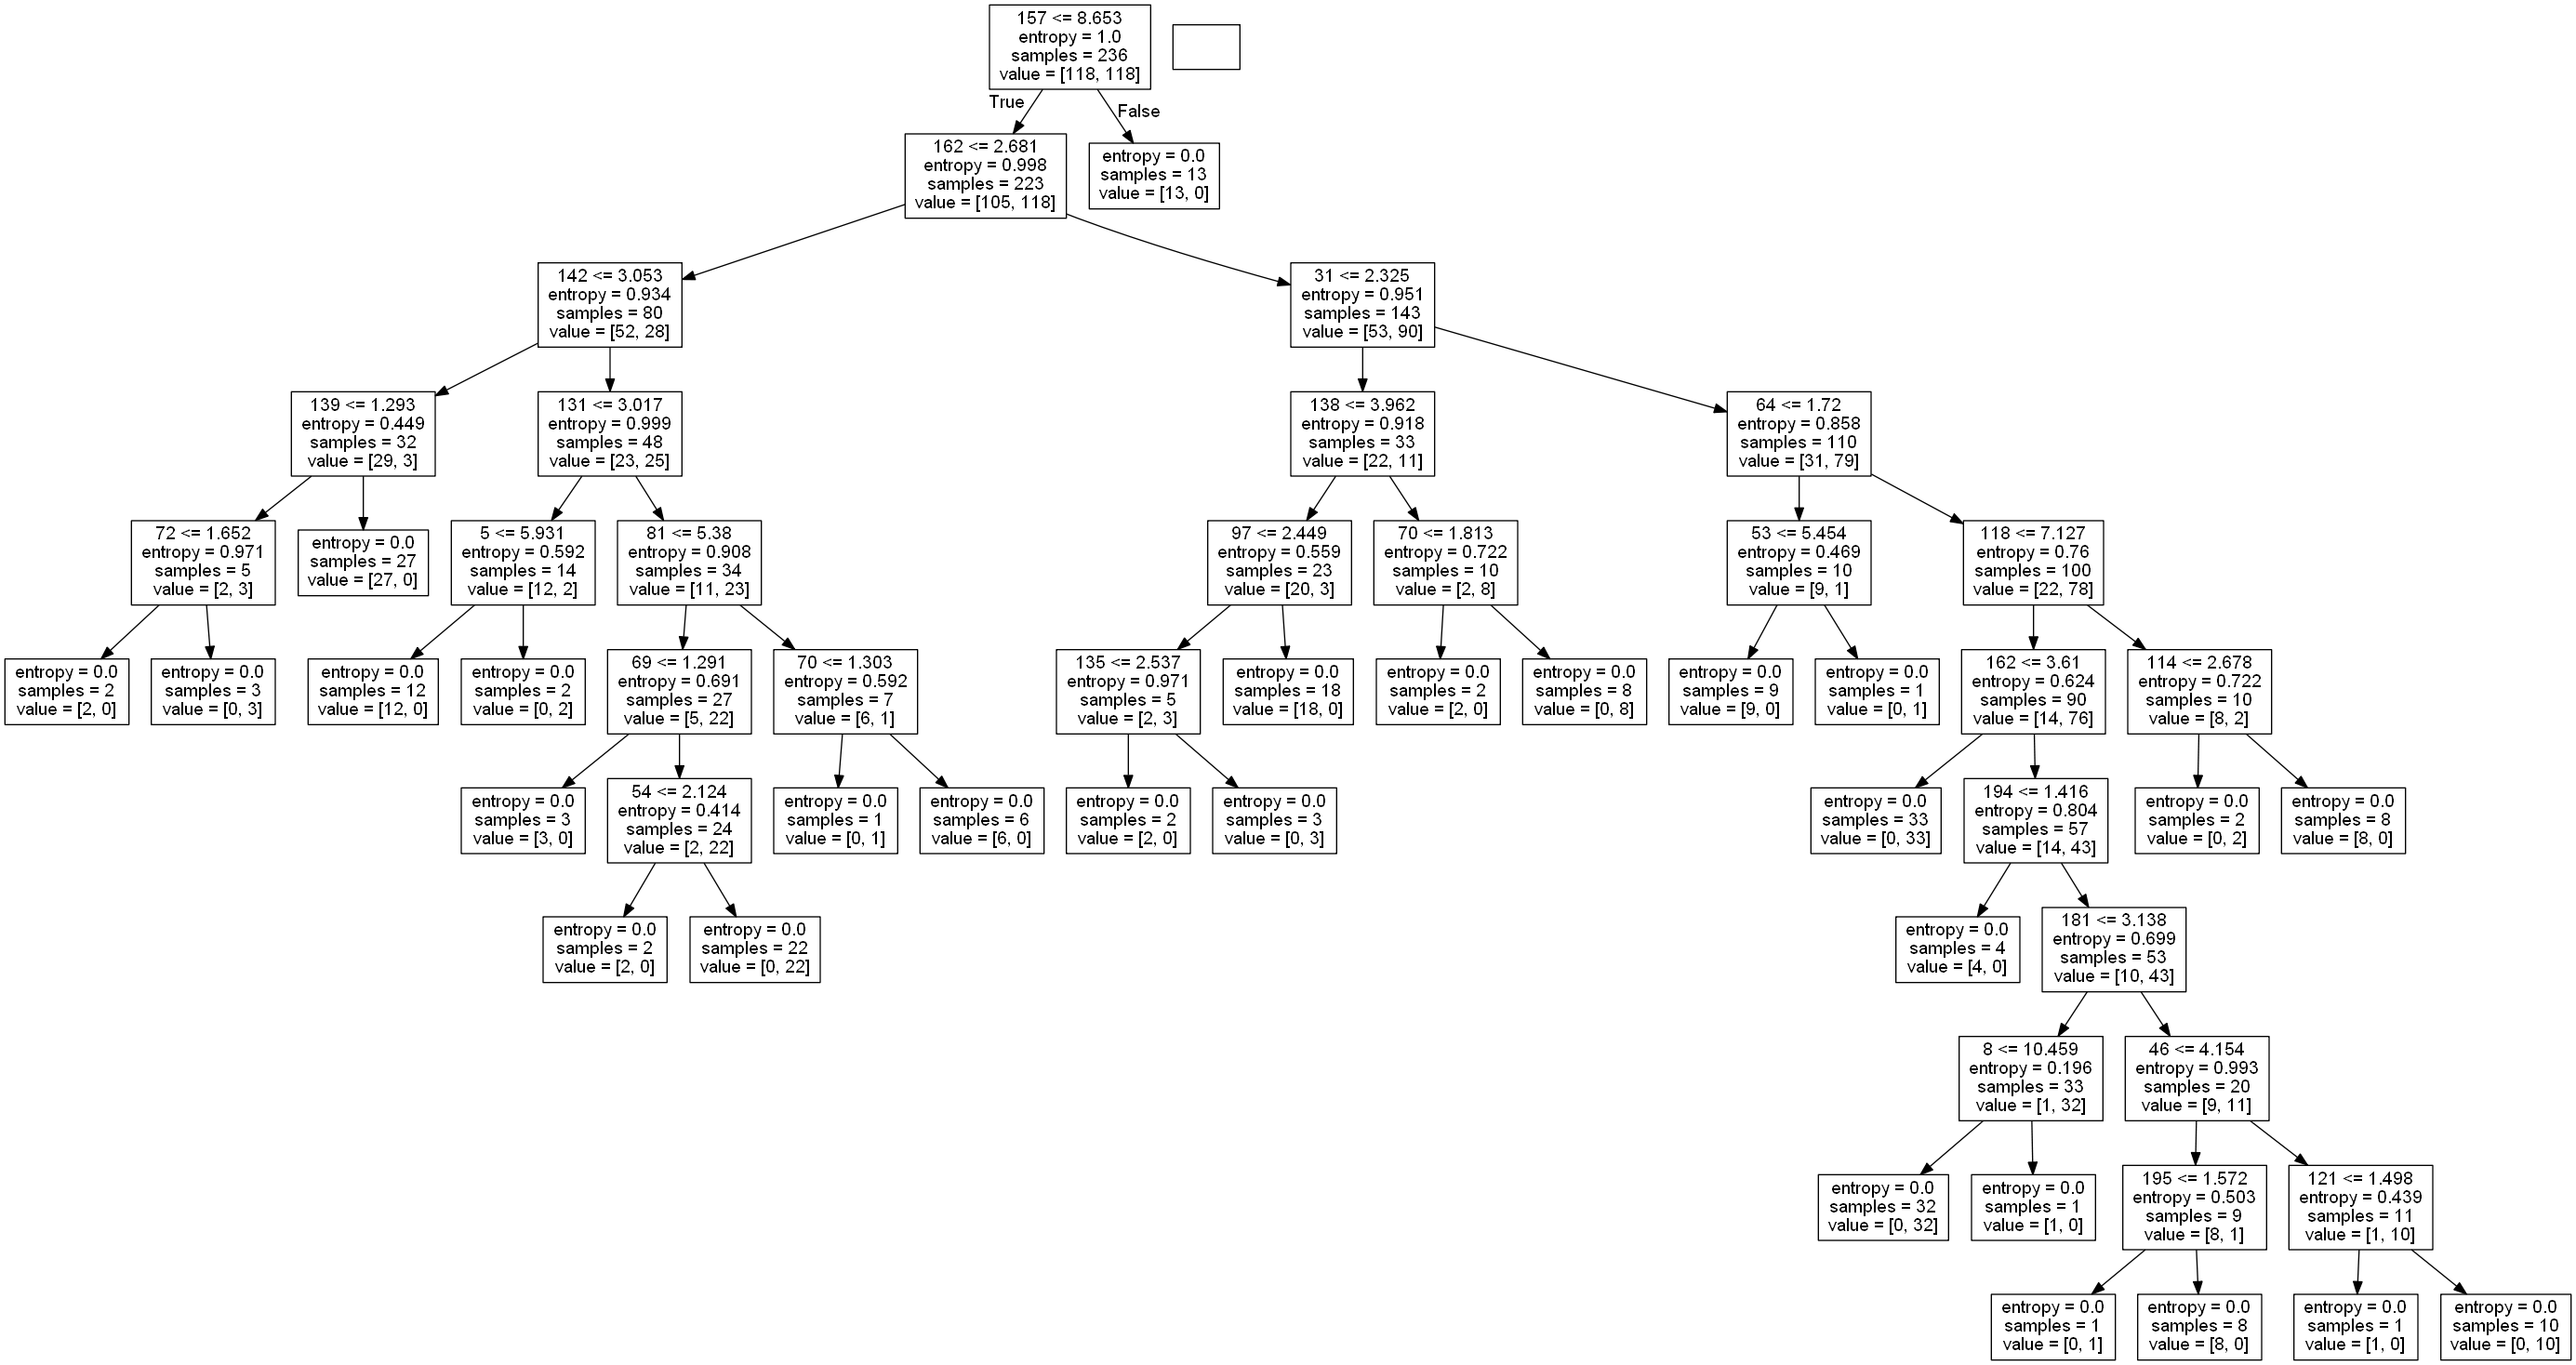 157 <= 8.653
entropy = 1.0
samples = 236
value = [118, 118]
True
False
162 <= 2.681
entropy = 0.998
samples = 223
value = [105, 118]
entropy = 0.0
samples = 13
value = [13, 0]
142 <= 3.053
entropy = 0.934
samples = 80
value = [52, 28]
31 <= 2.325
entropy = 0.951
samples = 143
value = [53, 90]
139 <= 1.293
entropy = 0.449
samples = 32
value = [29, 3]
131 <= 3.017
entropy = 0.999
samples = 48
value = [23, 25]
138 <= 3.962
entropy = 0.918
samples = 33
value = [22, 11]
64 <= 1.72
entropy = 0.858
samples = 110
value = [31, 79]
72 <= 1.652
entropy = 0.971
samples = 5
value = [2, 3]
entropy = 0.0
samples = 27
value = [27, 0]
5 <= 5.931
entropy = 0.592
samples = 14
value = [12, 2]
81 <= 5.38
entropy = 0.908
samples = 34
value = [11, 23]
97 <= 2.449
entropy = 0.559
samples = 23
value = [20, 3]
70 <= 1.813
entropy = 0.722
samples = 10
value = [2, 8]
53 <= 5.454
entropy = 0.469
samples = 10
value = [9, 1]
118 <= 7.127
entropy = 0.76
samples = 100
value = [22, 78]
entropy = 0.0
samples = 2
value = [2, 0]
entropy = 0.0
samples = 3
value = [0, 3]
entropy = 0.0
samples = 12
value = [12, 0]
entropy = 0.0
samples = 2
value = [0, 2]
69 <= 1.291
entropy = 0.691
samples = 27
value = [5, 22]
70 <= 1.303
entropy = 0.592
samples = 7
value = [6, 1]
135 <= 2.537
entropy = 0.971
samples = 5
value = [2, 3]
entropy = 0.0
samples = 18
value = [18, 0]
entropy = 0.0
samples = 2
value = [2, 0]
entropy = 0.0
samples = 8
value = [0, 8]
entropy = 0.0
samples = 9
value = [9, 0]
entropy = 0.0
samples = 1
value = [0, 1]
162 <= 3.61
entropy = 0.624
samples = 90
value = [14, 76]
114 <= 2.678
entropy = 0.722
samples = 10
value = [8, 2]
entropy = 0.0
samples = 3
value = [3, 0]
54 <= 2.124
entropy = 0.414
samples = 24
value = [2, 22]
entropy = 0.0
samples = 1
value = [0, 1]
entropy = 0.0
samples = 6
value = [6, 0]
entropy = 0.0
samples = 2
value = [2, 0]
entropy = 0.0
samples = 3
value = [0, 3]
entropy = 0.0
samples = 33
value = [0, 33]
194 <= 1.416
entropy = 0.804
samples = 57
value = [14, 43]
entropy = 0.0
samples = 2
value = [0, 2]
entropy = 0.0
samples = 8
value = [8, 0]
entropy = 0.0
samples = 2
value = [2, 0]
entropy = 0.0
samples = 22
value = [0, 22]
entropy = 0.0
samples = 4
value = [4, 0]
181 <= 3.138
entropy = 0.699
samples = 53
value = [10, 43]
8 <= 10.459
entropy = 0.196
samples = 33
value = [1, 32]
46 <= 4.154
entropy = 0.993
samples = 20
value = [9, 11]
entropy = 0.0
samples = 32
value = [0, 32]
entropy = 0.0
samples = 1
value = [1, 0]
195 <= 1.572
entropy = 0.503
samples = 9
value = [8, 1]
121 <= 1.498
entropy = 0.439
samples = 11
value = [1, 10]
entropy = 0.0
samples = 1
value = [0, 1]
entropy = 0.0
samples = 8
value = [8, 0]
entropy = 0.0
samples = 1
value = [1, 0]
entropy = 0.0
samples = 10
value = [0, 10]